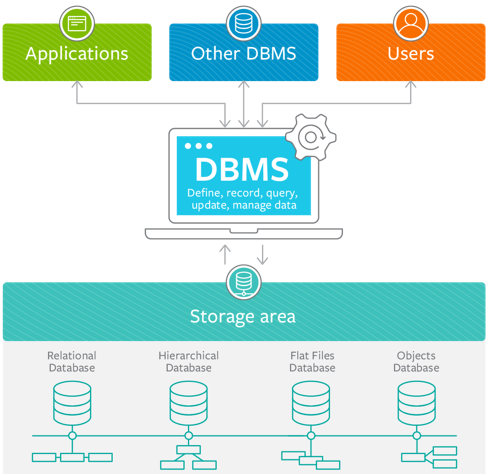 Applications
Other DBMS
Users
DBMS
Define, record, query,
update, manage data
Storage area
Relational
Database
Hierarchical
Database
Flat Files
Database
Objects
Database